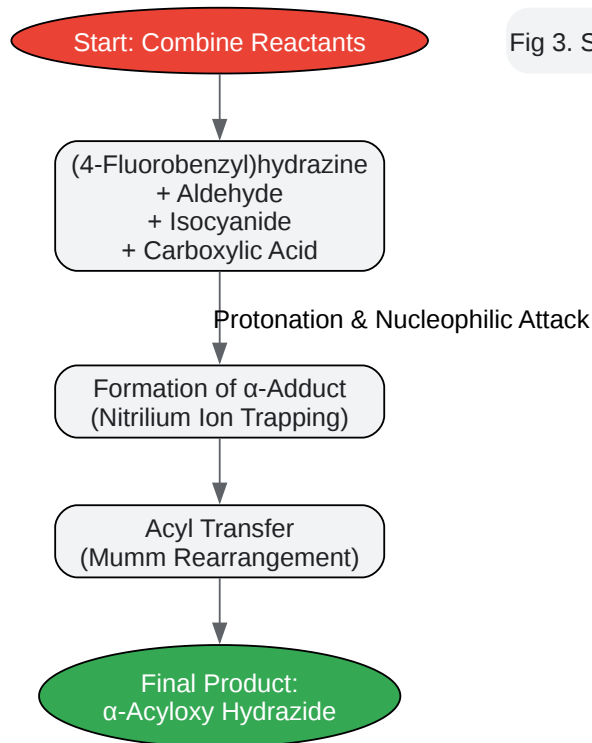 Start: Combine Reactants
Fig 3. S
(4-Fluorobenzyl)hydrazine
+ Aldehyde
+ Isocyanide
+ Carboxylic Acid
Protonation & Nucleophilic Attack
Formation of α-Adduct
(Nitrilium Ion Trapping)
Acyl Transfer
(Mumm Rearrangement)
Final Product:
α-Acyloxy Hydrazide